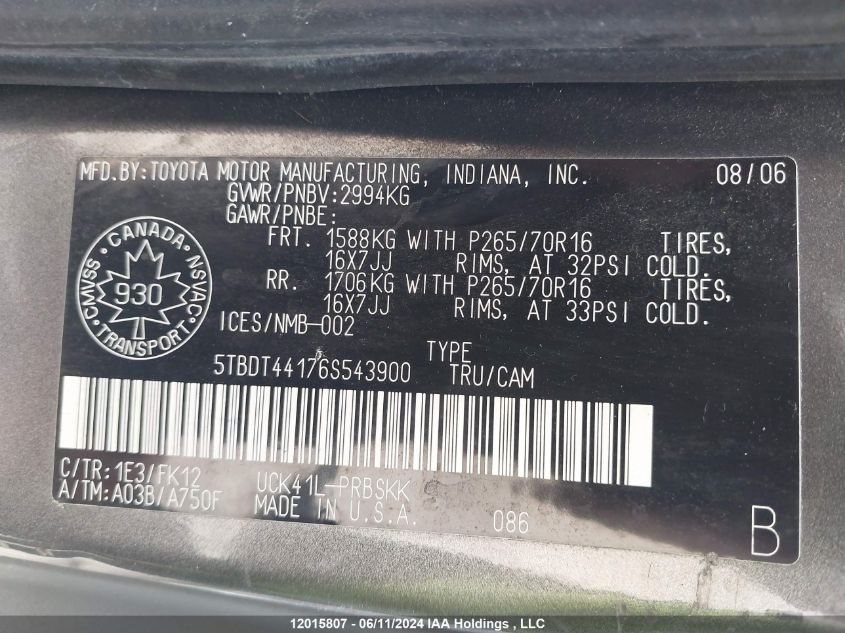 MFD.BY:TOYOTA MOTOR MANUFACTURING, INDIANA, INC. 08/06
GVWR/PNBV:2994KG
GAWR/PNBE:
FRT. 1588KG WITH P265/70R16 TIRES,
16X7JJ RIMS, AT 32PSI COLD.
RR. 1706KG WITH P265/70R16 TIRES,
16X7JJ RIMS, AT 33PSI COLD.
CANADA
CMVSS 930 NSVAC
TRANSPORT
ICES/NMB-002
TYPE
5TBDT44176S543900 TRU/CAM
C/TR:1E3/FK12 UCK41L-PRBSKK
A/TM:A03B/A750F MADE IN U.S.A. 086
B
12015807 - 06/11/2024 IAA Holdings , LLC